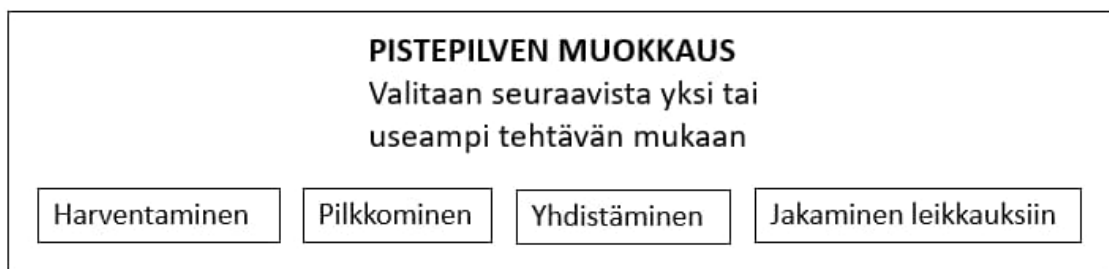 PISTEPILVEN MUOKKAUS
Valitaan seuraavista yksi tai
useampi tehtävän mukaan
Harventaminen
Pilkkominen
Yhdistäminen
Jakaminen leikkauksiin